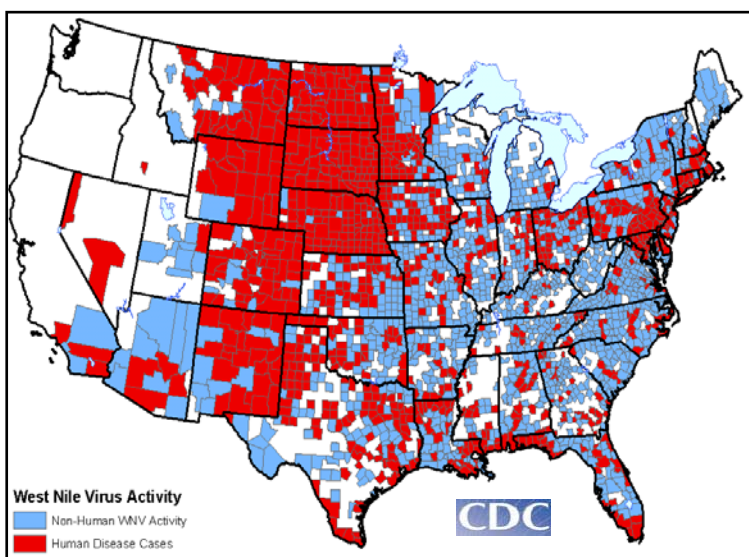 West Nile Virus Activity
Non-Human WNV Activity
Human Disease Cases
CDC